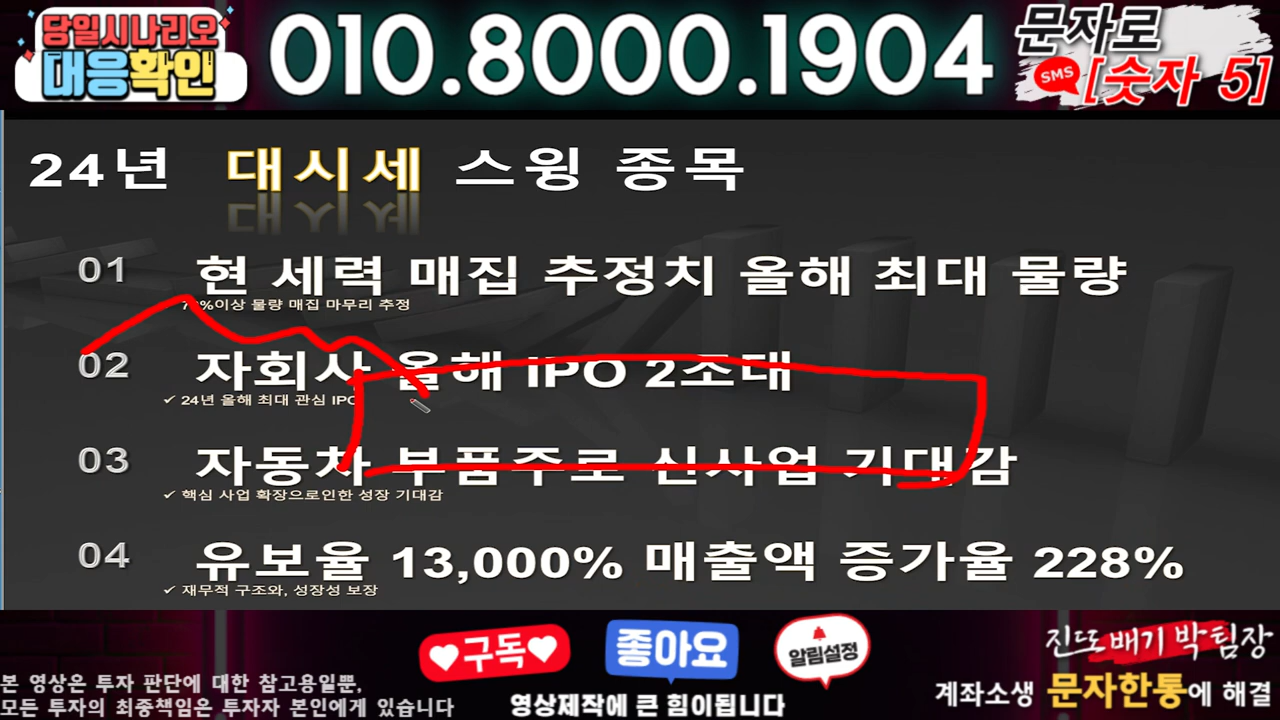 당일시나리오
대응확인
010.8000.1904
문자로
SMS [숫자 5]
24년 대시세 스윙 종목
01 현 세력 매집 추정치 올해 최대 물량
%이상 물량 매집 마무리 추정
02 자회사 올해 IPO 2조대
✓ 24년 올해 최대 관심 IPO
03 자동차 부품주로 신사업 기대감
✓ 핵심 사업 확장으로인한 성장 기대감
04 유보율 13,000% 매출액 증가율 228%
✓ 재무적 구조와, 성장성 보장
구독
좋아요
알림설정
영상제작에 큰 힘이됩니다
본 영상은 투자 판단에 대한 참고용일뿐,
모든 투자의 최종책임은 투자자 본인에게 있습니다
진또배기 박팀장
계좌소생 문자한통에 해결